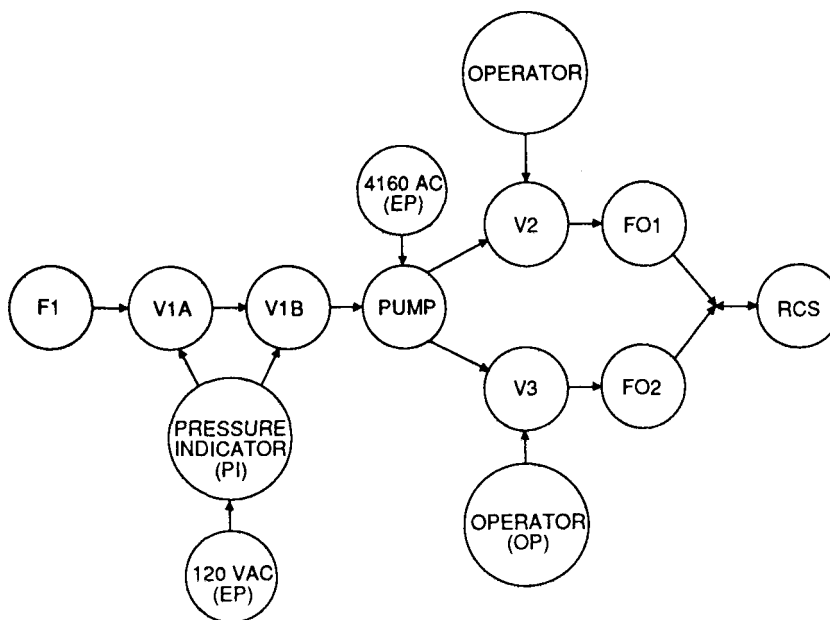 OPERATOR
4160 AC
(EP)
V2
FO1
F1
V1A
V1B
PUMP
RCS
V3
FO2
PRESSURE
INDICATOR
(PI)
OPERATOR
(OP)
120 VAC
(EP)